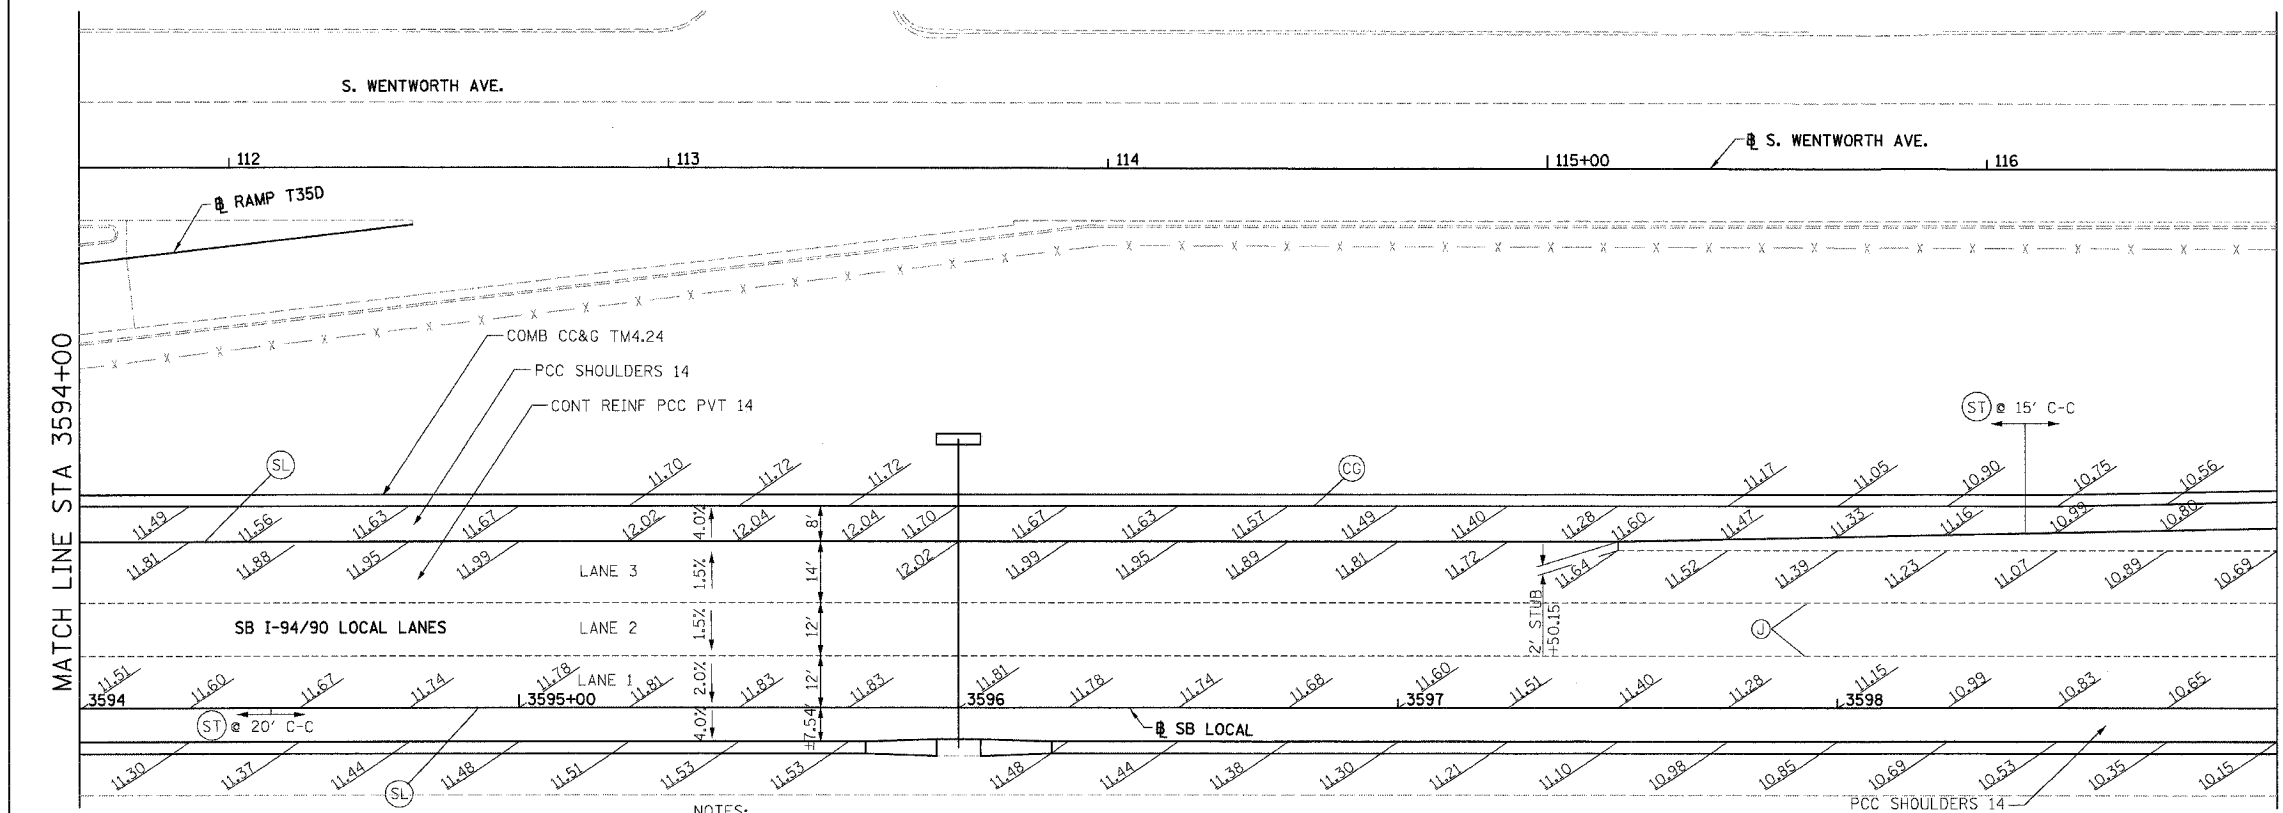 S. WENTWORTH AVE.
℄ S. WENTWORTH AVE.
112 113 114 115+00 116
℄ RAMP T35D
MATCH LINE STA 3594+00
COMB CC&G TM4.24
PCC SHOULDERS 14
CONT REINF PCC PVT 14
ST @ 15' C-C
SL
CG
11.70 11.72 11.72 11.17 11.05 10.90 10.75 10.56
11.49 11.56 11.63 11.67 12.02 4.0% 12.04 8' 12.04 11.70 11.67 11.63 11.57 11.49 11.40 11.28 11.60 11.47 11.33 11.16 10.99 10.80
11.81 11.88 11.95 11.99 12.02 11.99 11.95 11.89 11.81 11.72 11.64 11.52 11.39 11.23 11.07 10.89 10.69
LANE 3 1.5% 14'
SB I-94/90 LOCAL LANES LANE 2 1.5% 12'
2' STUB
+50.15
J
LANE 1 2.0% 12'
11.51 11.60 11.67 11.74 11.78 11.81 11.83 11.83 11.81 11.78 11.74 11.68 11.60 11.51 11.40 11.28 11.15 10.99 10.83 10.65
3594 3595+00 3596 3597 3598
ST @ 20' C-C
4.0% ±7.54'
℄ SB LOCAL
11.30 11.37 11.44 11.48 11.51 11.53 11.53 11.48 11.44 11.38 11.30 11.21 11.10 10.98 10.85 10.69 10.53 10.35 10.15
SL
PCC SHOULDERS 14
NOTES: